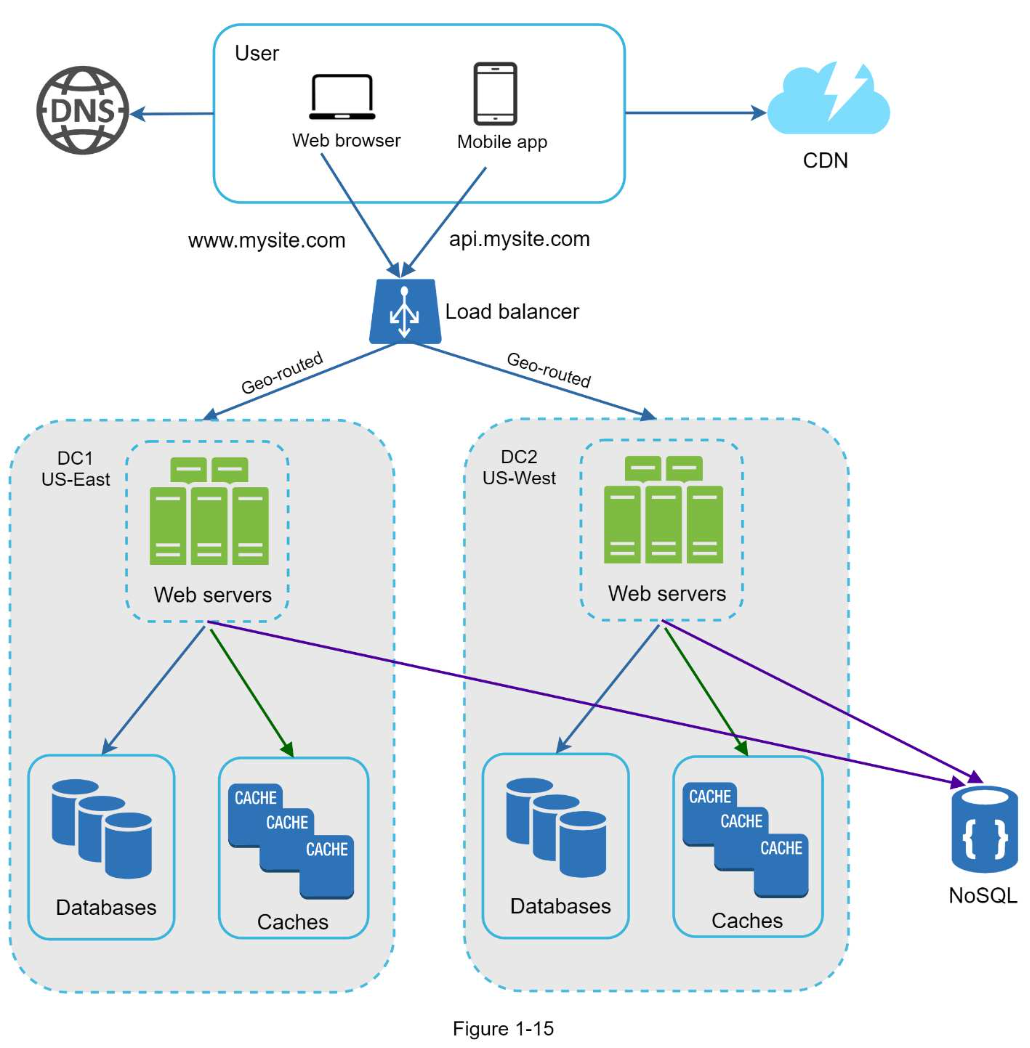 User
DNS
Web browser
Mobile app
CDN
www.mysite.com
api.mysite.com
Load balancer
Geo-routed
Geo-routed
DC1
US-East
Web servers
DC2
US-West
Web servers
CACHE
CACHE
CACHE
Databases
Caches
CACHE
CACHE
CACHE
Databases
Caches
{ }
NoSQL
Figure 1-15